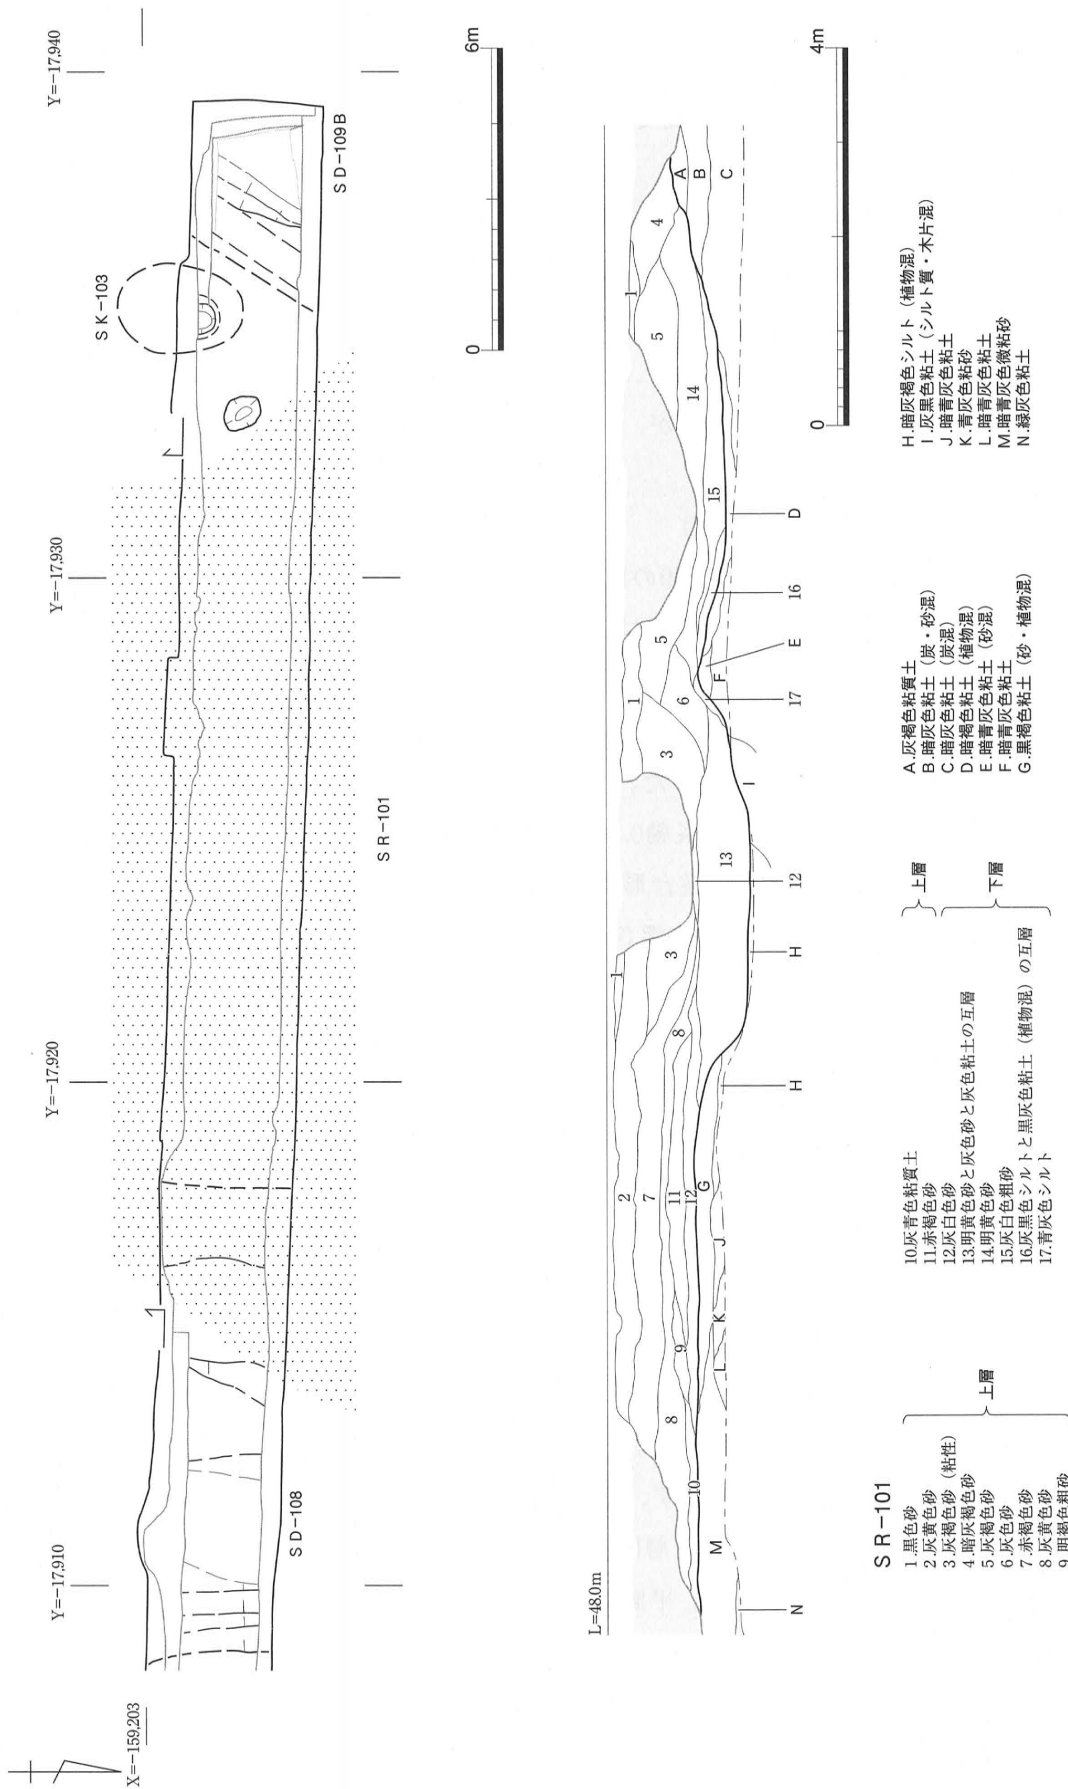 Y=-17,940
Y=-17,930
Y=-17,920
Y=-17,910
X=-159,203
SK-103
SD-109B
SR-101
SD-108
0
6m
L=48.0m
1
4
A
B
C
5
14
15
D
16
E
5
1
6
F
17
3
I
13
12
1
3
H
8
H
2
7
11
12
G
J
9
K
L
8
10
M
N
0
4m
SR-101
1.黒色砂
2.灰黄色砂
3.灰褐色砂(粘性)
4.暗灰褐色砂
5.灰褐色砂
6.灰色砂
7.赤褐色砂
8.灰黄色砂
9.明褐色粗砂
上層
10.灰青色粘質土
11.赤褐色砂
上層
12.灰白色砂
13.明黄色砂と灰色砂と灰色粘土の互層
14.明黄色砂
15.灰白色粗砂
16.灰黒色シルトと黒灰色粘土(植物混)の互層
17.青灰色シルト
下層
A.灰褐色粘質土
B.暗灰色粘土(炭・砂混)
C.暗灰色粘土(炭混)
D.暗褐色粘土(植物混)
E.暗青灰色粘土(砂混)
F.暗青灰色粘土
G.黒褐色粘土(砂・植物混)
H.暗灰褐色シルト(植物混)
I.灰黒色粘土(シルト質・木片混)
J.暗青灰色粘土
K.青灰色粘砂
L.暗青灰色粘土
M.暗青灰色微粘砂
N.緑灰色粘土